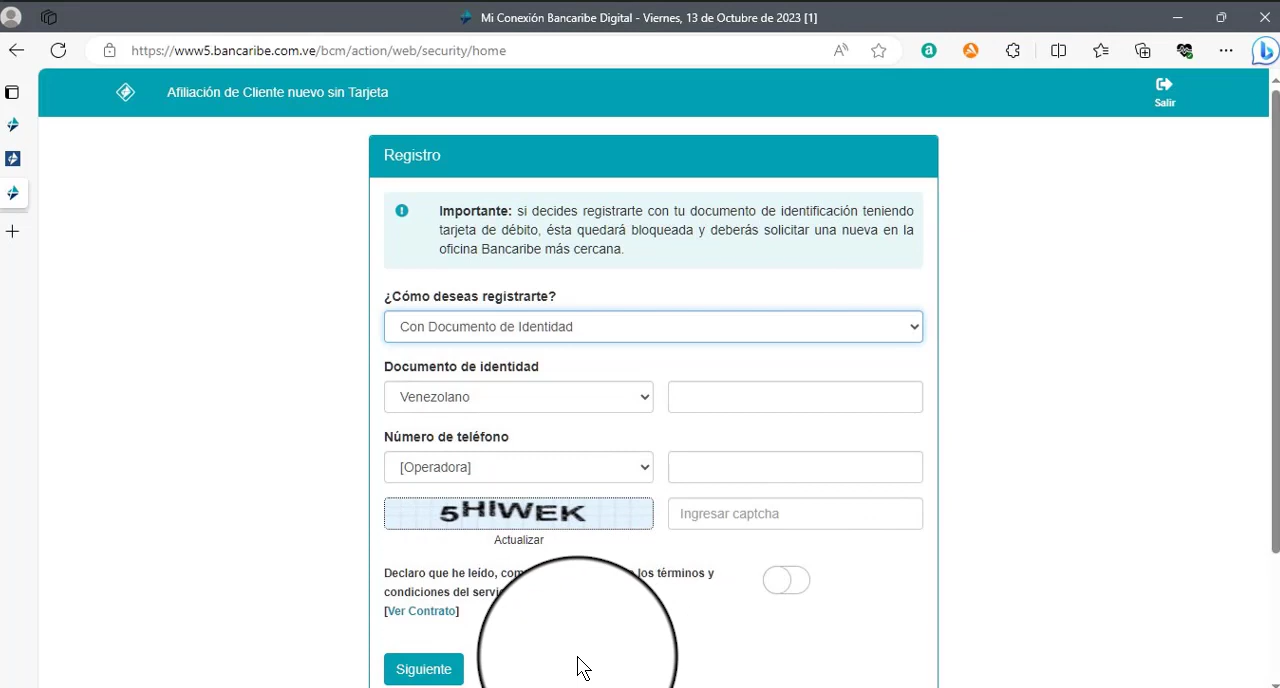 Mi Conexión Bancaribe Digital - Viernes, 13 de Octubre de 2023 [1]
https://www5.bancaribe.com.ve/bcm/action/web/security/home
Afiliación de Cliente nuevo sin Tarjeta
Salir
Registro
Importante: si decides registrarte con tu documento de identificación teniendo
tarjeta de débito, ésta quedará bloqueada y deberás solicitar una nueva en la
oficina Bancaribe más cercana.
¿Cómo deseas registrarte?
Con Documento de Identidad
Documento de identidad
Venezolano
Número de teléfono
[Operadora]
5HIWEK
Ingresar captcha
Actualizar
Declaro que he leído, los términos y
condiciones del
[Ver Contrato]
Siguiente